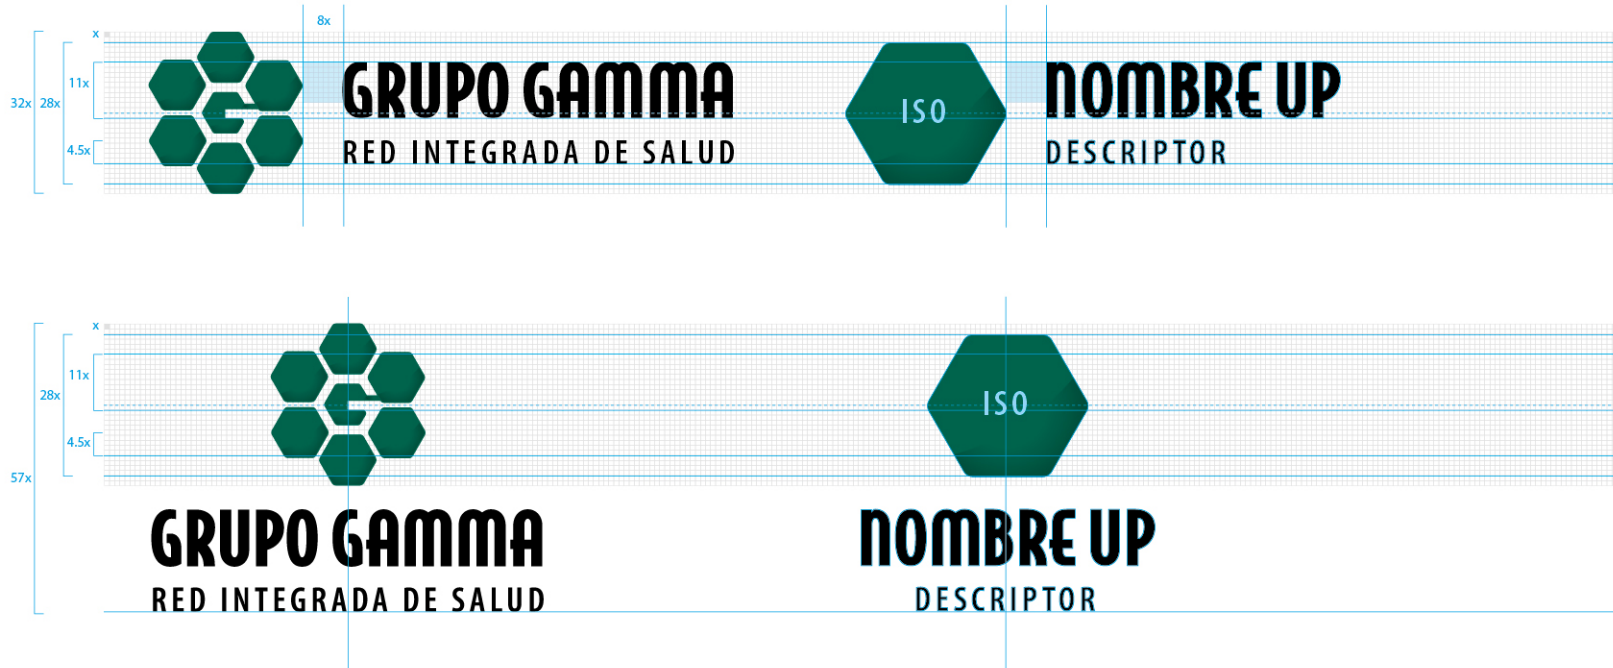 8x
x
11x
32x 28x
4.5x
GRUPO GAMMA
RED INTEGRADA DE SALUD
ISO
NOMBRE UP
DESCRIPTOR
x
11x
28x
4.5x
57x
ISO
GRUPO GAMMA
RED INTEGRADA DE SALUD
NOMBRE UP
DESCRIPTOR